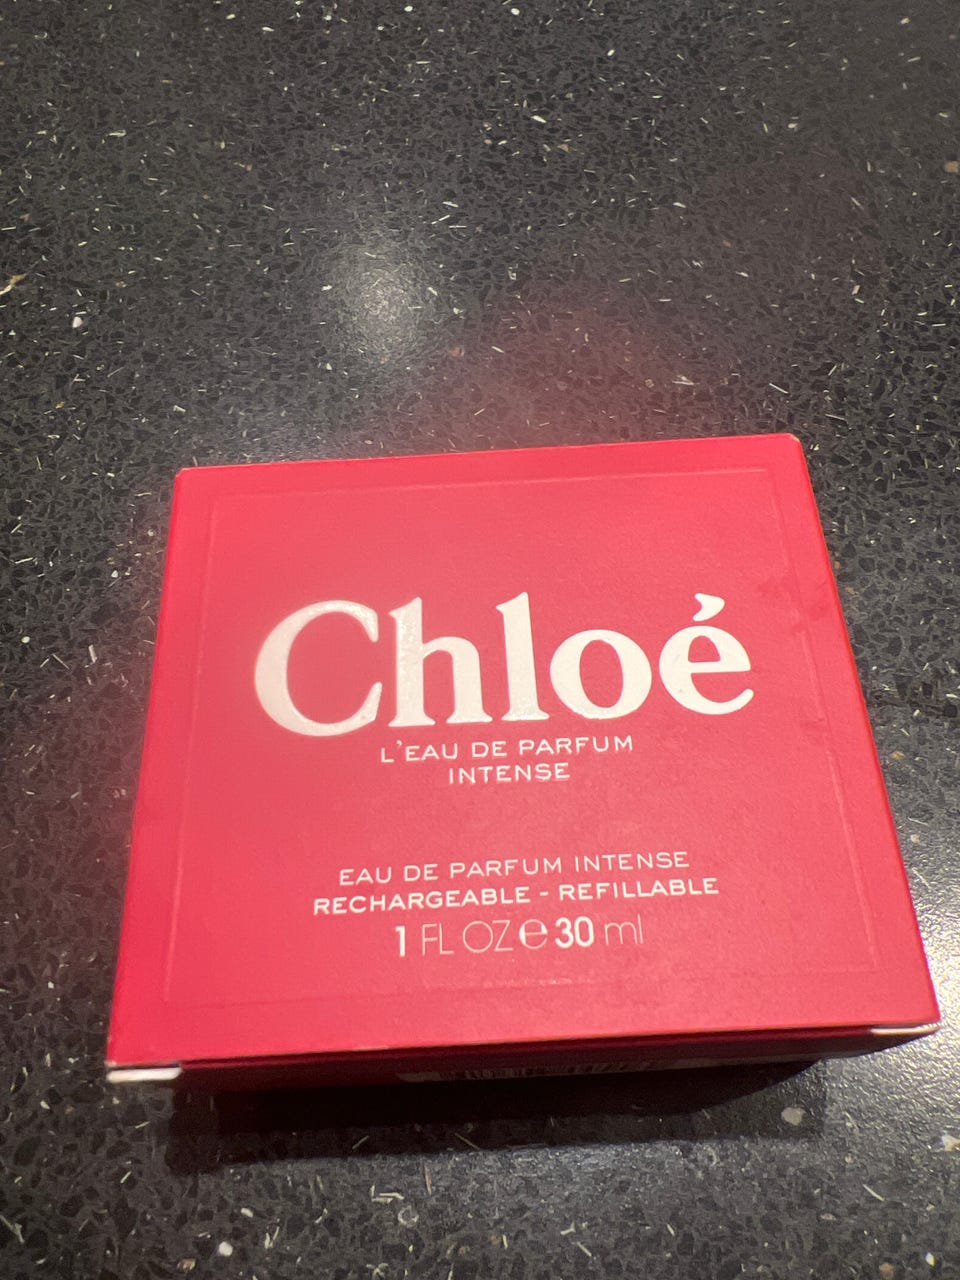 Chloé
L'EAU DE PARFUM
INTENSE
EAU DE PARFUM INTENSE
RECHARGEABLE - REFILLABLE
1 FL OZ ℮ 30 ml